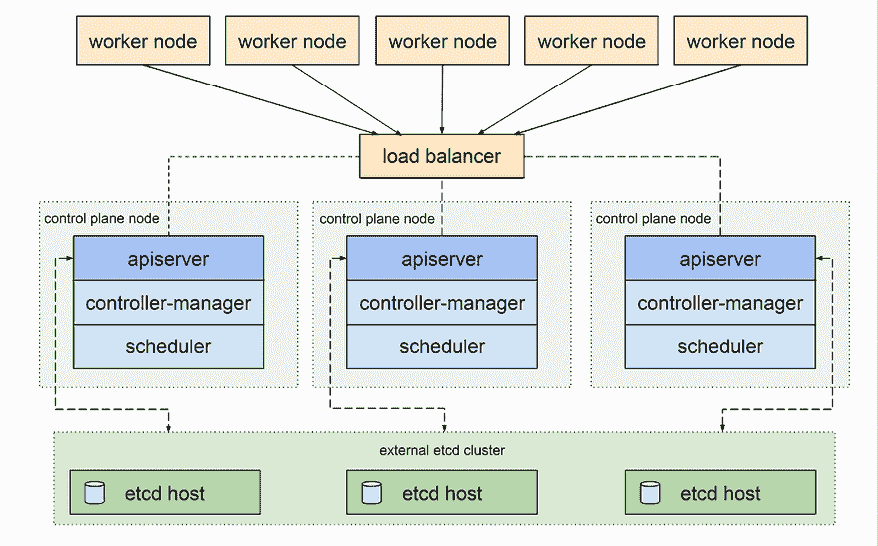 worker node
worker node
worker node
worker node
worker node
load balancer
control plane node
apiserver
controller-manager
scheduler
control plane node
apiserver
controller-manager
scheduler
control plane node
apiserver
controller-manager
scheduler
external etcd cluster
etcd host
etcd host
etcd host